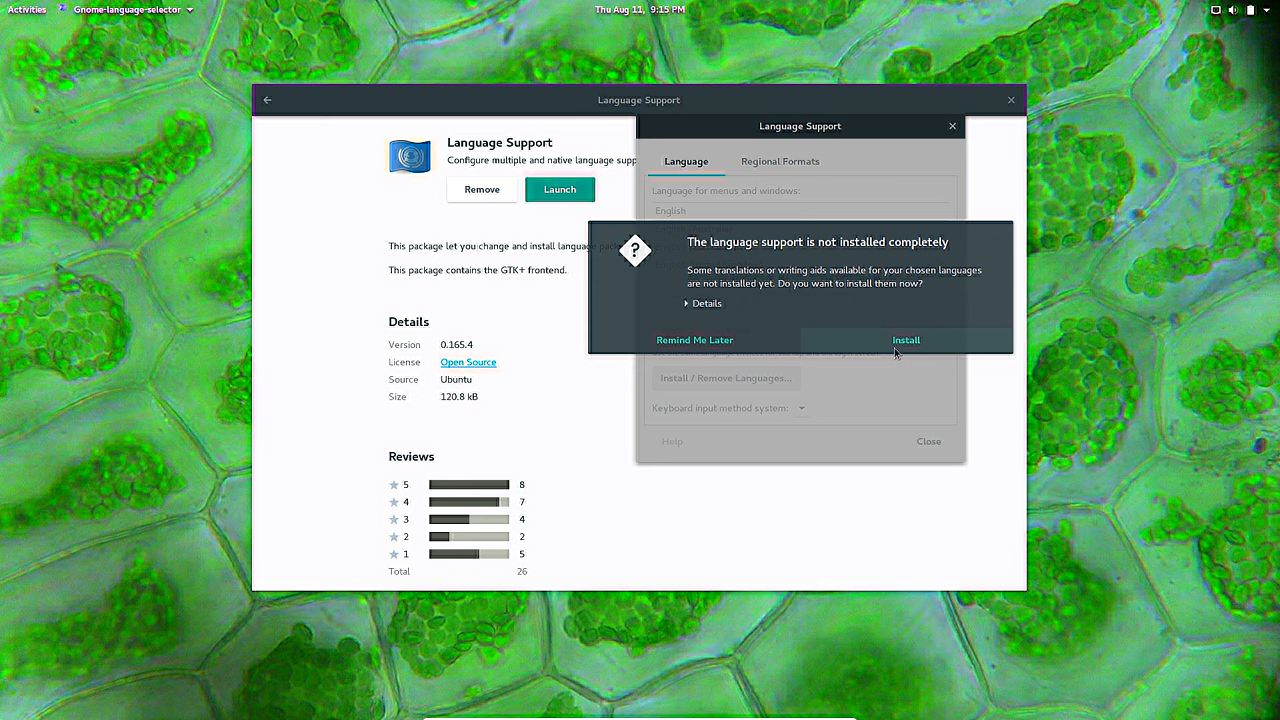 Activities
Gnome-language-selector
Thu Aug 11, 9:15 PM
Language Support
Language Support
Configure multiple and native language supp
Remove
Launch
This package let you change and install language pack
This package contains the GTK+ frontend.
Details
Version 0.165.4
License Open Source
Source Ubuntu
Size 120.8 kB
Reviews
5 8
4 7
3 4
2 2
1 5
Total 26
Language Support
Language
Regional Formats
Language for menus and windows:
English
The language support is not installed completely
Some translations or writing aids available for your chosen languages
are not installed yet. Do you want to install them now?
Details
Remind Me Later
Install
Install / Remove Languages...
Keyboard input method system:
Help
Close